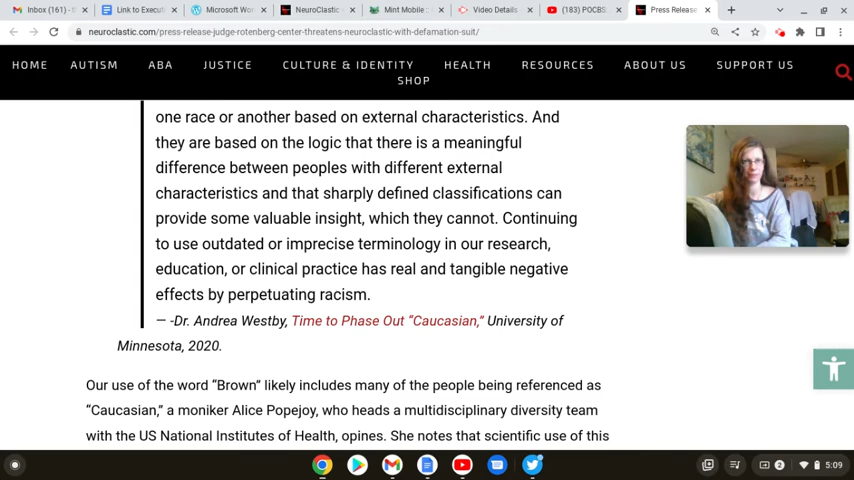 Inbox (161) - t
Link to Executi
Microsoft Wor
NeuroClastic –
Mint Mobile:
Video Details
(183) POCBS
Press Release
neuroclastic.com/press-release-judge-rotenberg-center-threatens-neuroclastic-with-defamation-suit/
HOME AUTISM ABA JUSTICE CULTURE & IDENTITY HEALTH RESOURCES ABOUT US SUPPORT US
SHOP
one race or another based on external characteristics. And
they are based on the logic that there is a meaningful
difference between peoples with different external
characteristics and that sharply defined classifications can
provide some valuable insight, which they cannot. Continuing
to use outdated or imprecise terminology in our research,
education, or clinical practice has real and tangible negative
effects by perpetuating racism.
— -Dr. Andrea Westby, Time to Phase Out “Caucasian,” University of
Minnesota, 2020.
Our use of the word “Brown” likely includes many of the people being referenced as
“Caucasian,” a moniker Alice Popejoy, who heads a multidisciplinary diversity team
with the US National Institutes of Health, opines. She notes that scientific use of this
2
5:09